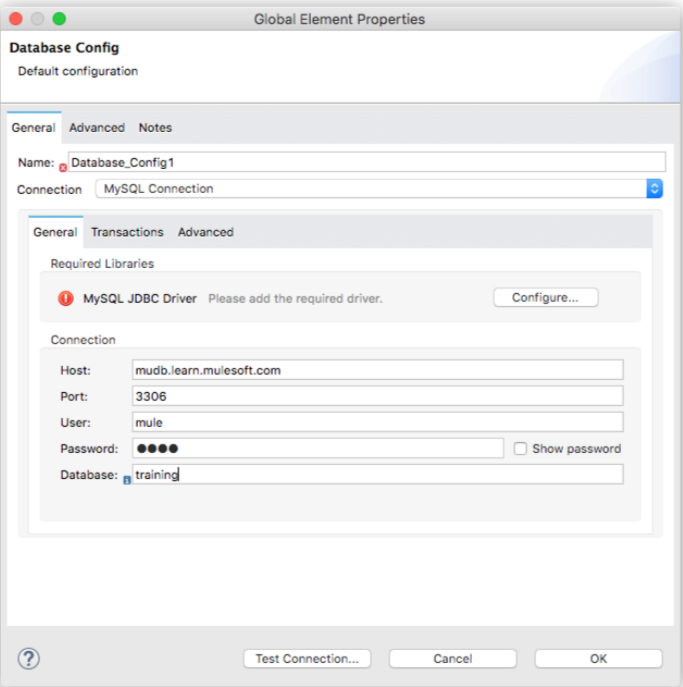 Global Element Properties
Database Config
Default configuration
General Advanced Notes
Name: Database_Config1
Connection MySQL Connection
General Transactions Advanced
Required Libraries
MySQL JDBC Driver Please add the required driver. Configure...
Connection
Host: mudb.learn.mulesoft.com
Port: 3306
User: mule
Password: ●●●● Show password
Database: training
? Test Connection... Cancel OK